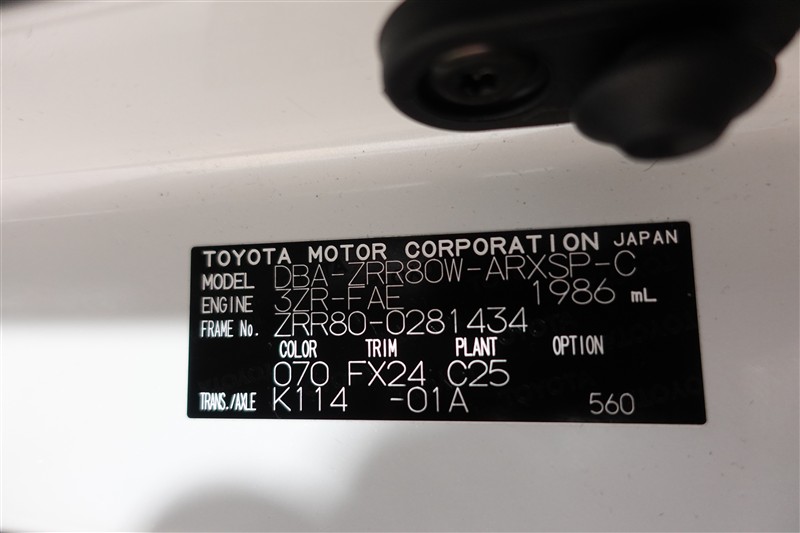 TOYOTA MOTOR CORPORATION JAPAN
MODEL DBA-ZRR80W-ARXSP-C
ENGINE 3ZR-FAE 1986 mL
FRAME No. ZRR80-0281434
COLOR TRIM PLANT OPTION
070 FX24 C25
TRANS./AXLE K114 -01A 560